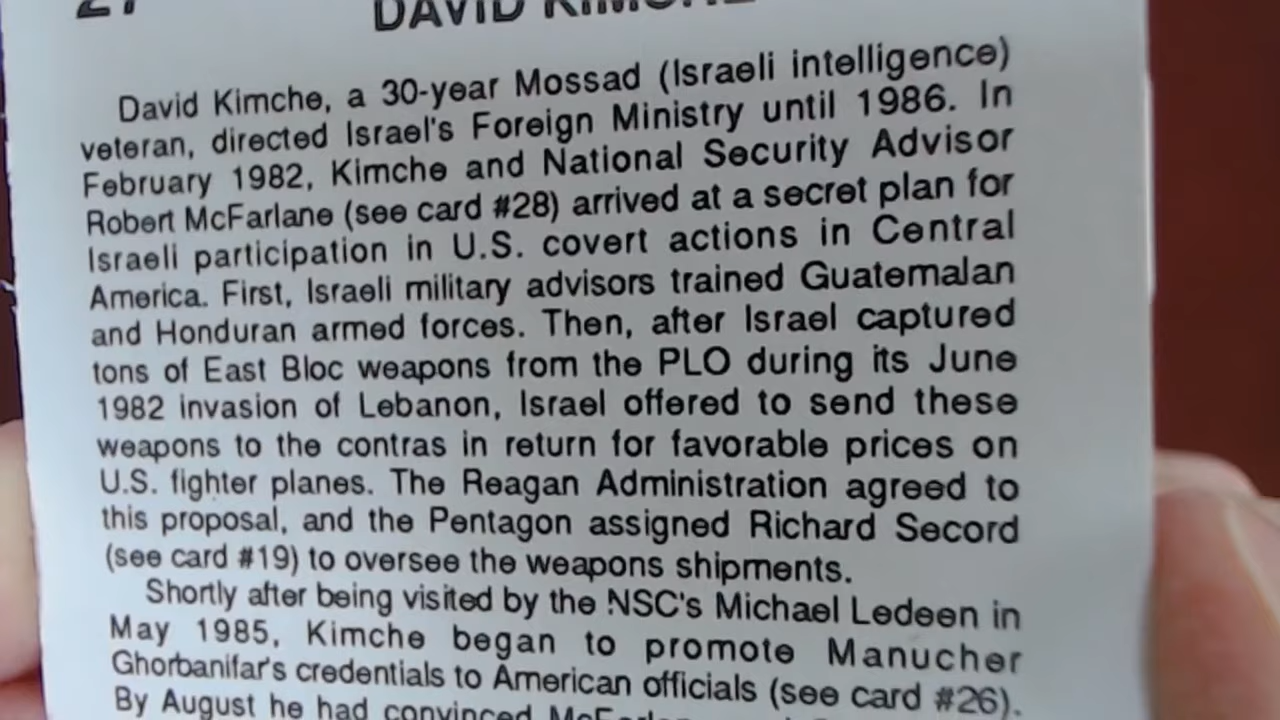 27
DAVID KIMCHE
David Kimche, a 30-year Mossad (Israeli intelligence)
veteran, directed Israel's Foreign Ministry until 1986. In
February 1982, Kimche and National Security Advisor
Robert McFarlane (see card #28) arrived at a secret plan for
Israeli participation in U.S. covert actions in Central
America. First, Israeli military advisors trained Guatemalan
and Honduran armed forces. Then, after Israel captured
tons of East Bloc weapons from the PLO during its June
1982 invasion of Lebanon, Israel offered to send these
weapons to the contras in return for favorable prices on
U.S. fighter planes. The Reagan Administration agreed to
this proposal, and the Pentagon assigned Richard Secord
(see card #19) to oversee the weapons shipments.
Shortly after being visited by the NSC's Michael Ledeen in
May 1985, Kimche began to promote Manucher
Ghorbanifar's credentials to American officials (see card #26).
By August he had convinced